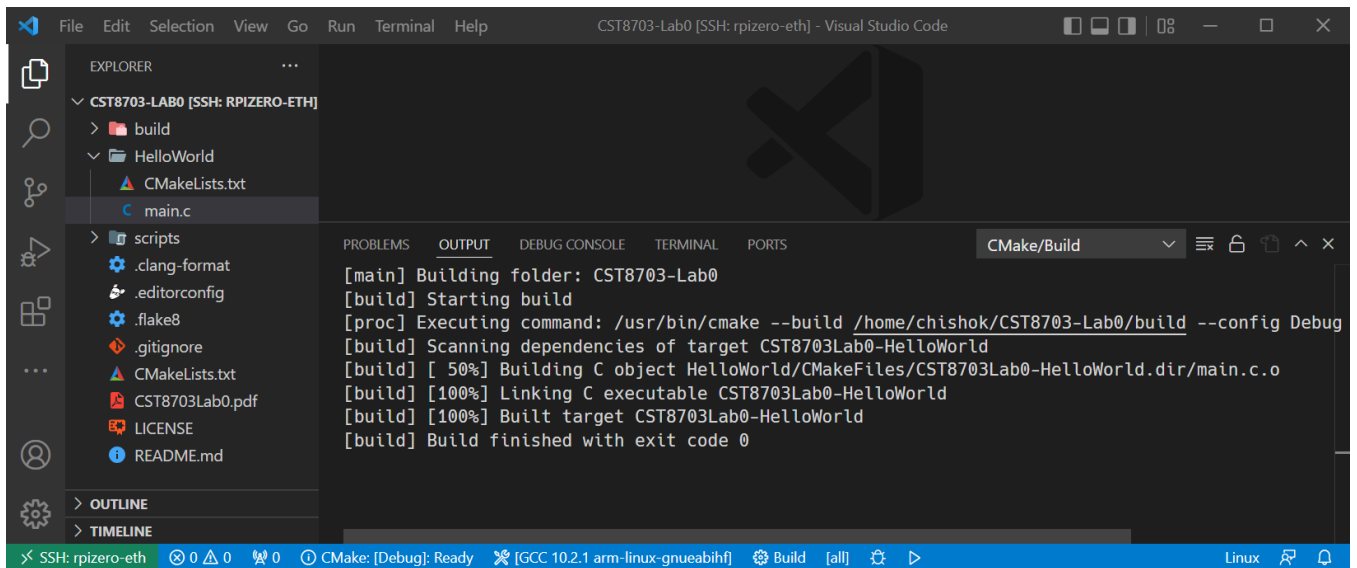 File Edit Selection View Go Run Terminal Help CST8703-Lab0 [SSH: rpizero-eth] - Visual Studio Code
EXPLORER
CST8703-LAB0 [SSH: RPIZERO-ETH]
build
HelloWorld
CMakeLists.txt
C main.c
scripts
.clang-format
.editorconfig
.flake8
.gitignore
CMakeLists.txt
CST8703Lab0.pdf
LICENSE
README.md
OUTLINE
TIMELINE
PROBLEMS OUTPUT DEBUG CONSOLE TERMINAL PORTS CMake/Build
[main] Building folder: CST8703-Lab0
[build] Starting build
[proc] Executing command: /usr/bin/cmake --build /home/chishok/CST8703-Lab0/build --config Debug
[build] Scanning dependencies of target CST8703Lab0-HelloWorld
[build] [ 50%] Building C object HelloWorld/CMakeFiles/CST8703Lab0-HelloWorld.dir/main.c.o
[build] [100%] Linking C executable CST8703Lab0-HelloWorld
[build] [100%] Built target CST8703Lab0-HelloWorld
[build] Build finished with exit code 0
SSH: rpizero-eth 0 0 0 CMake: [Debug]: Ready [GCC 10.2.1 arm-linux-gnueabihf] Build [all] Linux